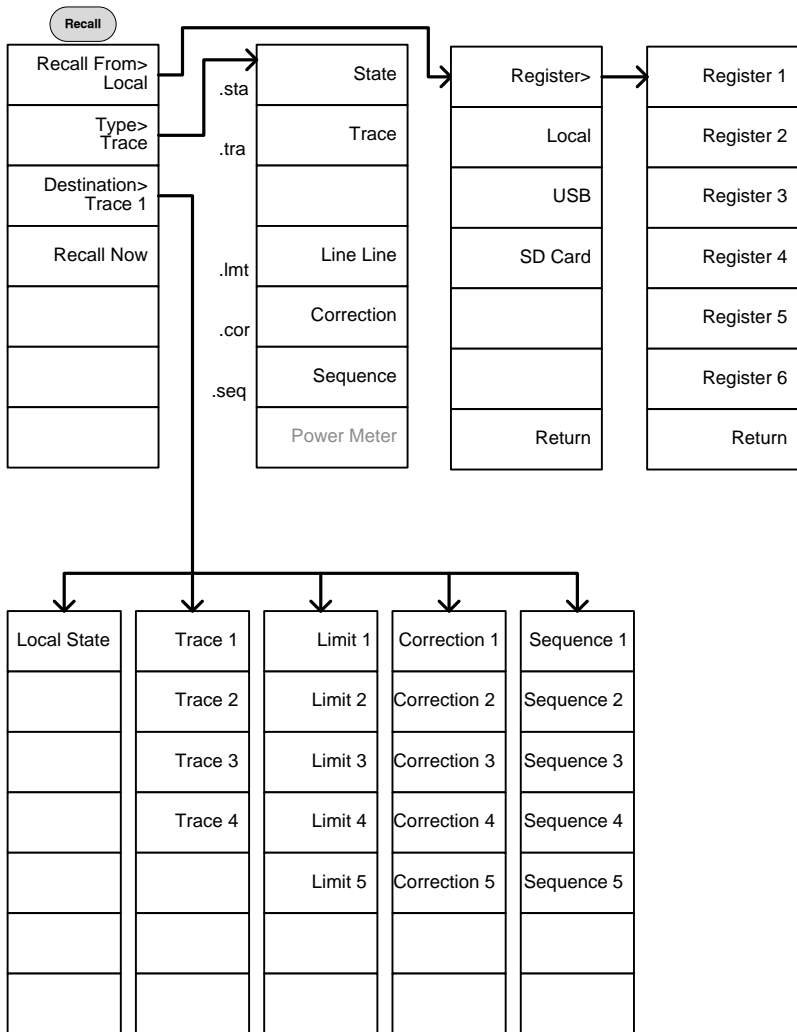 Recall
Recall From>
Local
Type>
Trace
Destination>
Trace 1
Recall Now
.sta
.tra
.lmt
.cor
.seq
State
Trace
Line Line
Correction
Sequence
Power Meter
Register>
Local
USB
SD Card
Return
Register 1
Register 2
Register 3
Register 4
Register 5
Register 6
Return
Local State
Trace 1
Trace 2
Trace 3
Trace 4
Limit 1
Limit 2
Limit 3
Limit 4
Limit 5
Correction 1
Correction 2
Correction 3
Correction 4
Correction 5
Sequence 1
Sequence 2
Sequence 3
Sequence 4
Sequence 5